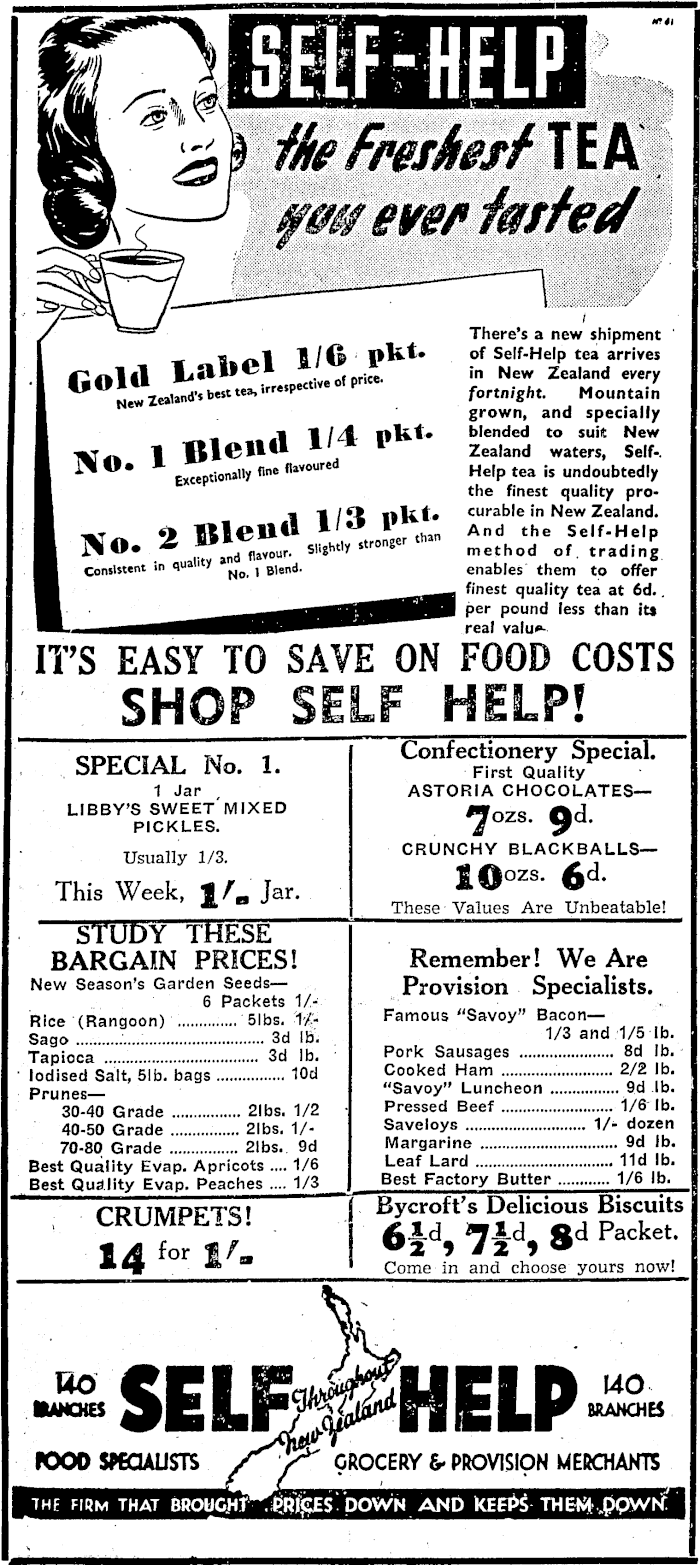 Nº 61
SELF-HELP
the Freshest TEA
you ever tasted
Gold Label 1/6 pkt.
New Zealand's best tea, irrespective of price.
No. 1 Blend 1/4 pkt.
Exceptionally fine flavoured
No. 2 Blend 1/3 pkt.
Consistent in quality and flavour. Slightly stronger than
No. 1 Blend.
There's a new shipment
of Self-Help tea arrives
in New Zealand every
fortnight. Mountain
grown, and specially
blended to suit New
Zealand waters, Self-
Help tea is undoubtedly
the finest quality pro-
curable in New Zealand.
And the Self-Help
method of trading
enables them to offer
finest quality tea at 6d.
per pound less than its
real value
IT'S EASY TO SAVE ON FOOD COSTS
SHOP SELF HELP!
SPECIAL No. 1.
1 Jar
LIBBY'S SWEET MIXED
PICKLES.
Usually 1/3.
This Week, 1/- Jar.
Confectionery Special.
First Quality
ASTORIA CHOCOLATES—
7ozs. 9d.
CRUNCHY BLACKBALLS—
10ozs. 6d.
These Values Are Unbeatable!
STUDY THESE
BARGAIN PRICES!
New Season's Garden Seeds—
6 Packets 1/-
Rice (Rangoon) ............. 5lbs. 1/-
Sago ........................................ 3d lb.
Tapioca .................................... 3d lb.
Iodised Salt, 5lb. bags ............... 10d
Prunes—
30-40 Grade .............. 2lbs. 1/2
40-50 Grade .............. 2lbs. 1/-
70-80 Grade .............. 2lbs. 9d
Best Quality Evap. Apricots .... 1/6
Best Quality Evap. Peaches .... 1/3
Remember! We Are
Provision Specialists.
Famous "Savoy" Bacon—
1/3 and 1/5 lb.
Pork Sausages ...................... 8d lb.
Cooked Ham ........................ 2/2 lb.
"Savoy" Luncheon ................ 9d lb.
Pressed Beef ........................ 1/6 lb.
Saveloys .......................... 1/- dozen
Margarine ............................. 9d lb.
Leaf Lard ............................. 11d lb.
Best Factory Butter ............ 1/6 lb.
CRUMPETS!
14 for 1/-
Bycroft's Delicious Biscuits
6½d, 7½d, 8d Packet.
Come in and choose yours now!
140
BRANCHES
SELF HELP
Throughout
New Zealand
140
BRANCHES
FOOD SPECIALISTS
GROCERY & PROVISION MERCHANTS
THE FIRM THAT BROUGHT PRICES DOWN AND KEEPS THEM DOWN